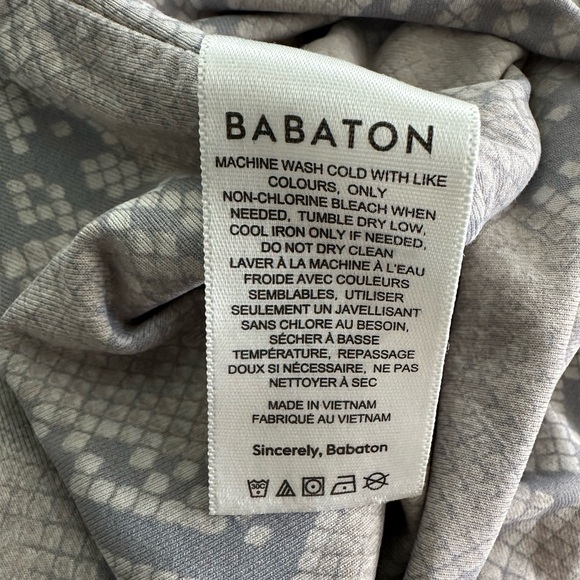 BABATON
MACHINE WASH COLD WITH LIKE
COLOURS, ONLY
NON-CHLORINE BLEACH WHEN
NEEDED, TUMBLE DRY LOW,
COOL IRON ONLY IF NEEDED,
DO NOT DRY CLEAN
LAVER À LA MACHINE À L'EAU
FROIDE AVEC COULEURS
SEMBLABLES, UTILISER
SEULEMENT UN JAVELLISANT
SANS CHLORE AU BESOIN,
SÉCHER À BASSE
TEMPÉRATURE, REPASSAGE
DOUX SI NÉCESSAIRE, NE PAS
NETTOYER À SEC
MADE IN VIETNAM
FABRIQUÉ AU VIETNAM
Sincerely, Babaton
30C